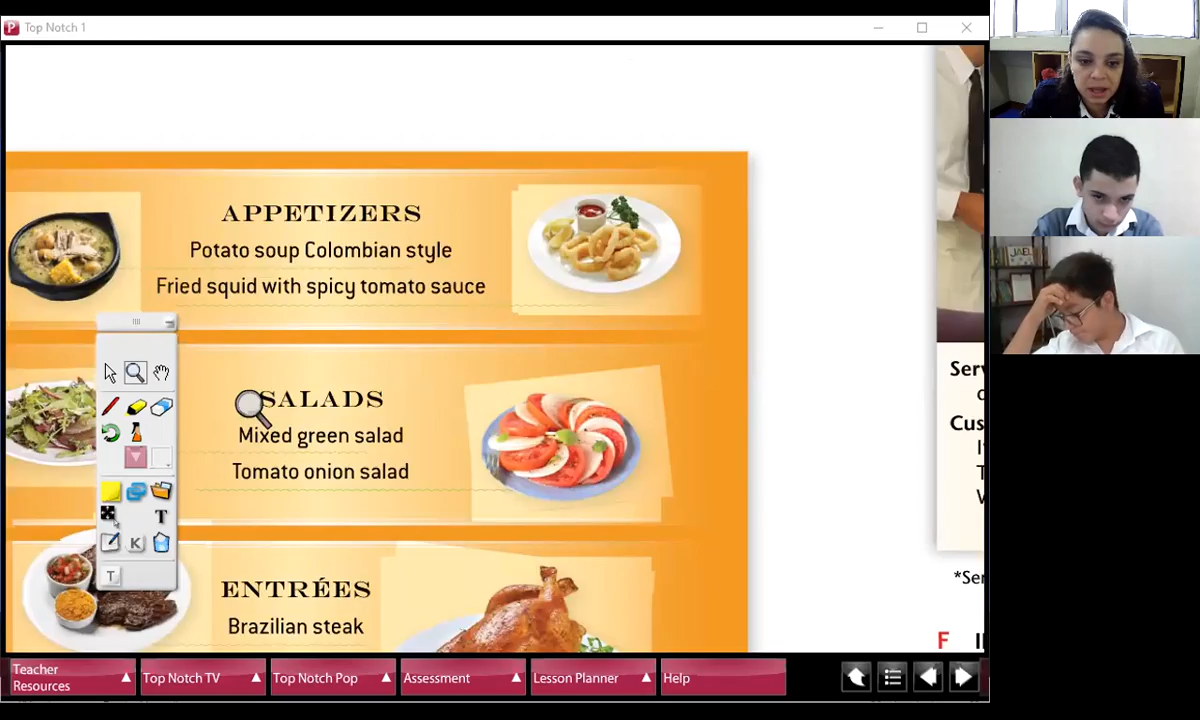 Top Notch 1
APPETIZERS
Potato soup Colombian style
Fried squid with spicy tomato sauce
SALADS
Mixed green salad
Tomato onion salad
ENTRÉES
Brazilian steak
Serv
Cus
I
T
*Ser
F
T
K
T
JAEL
Teacher
Resources
Top Notch TV
Top Notch Pop
Assessment
Lesson Planner
Help